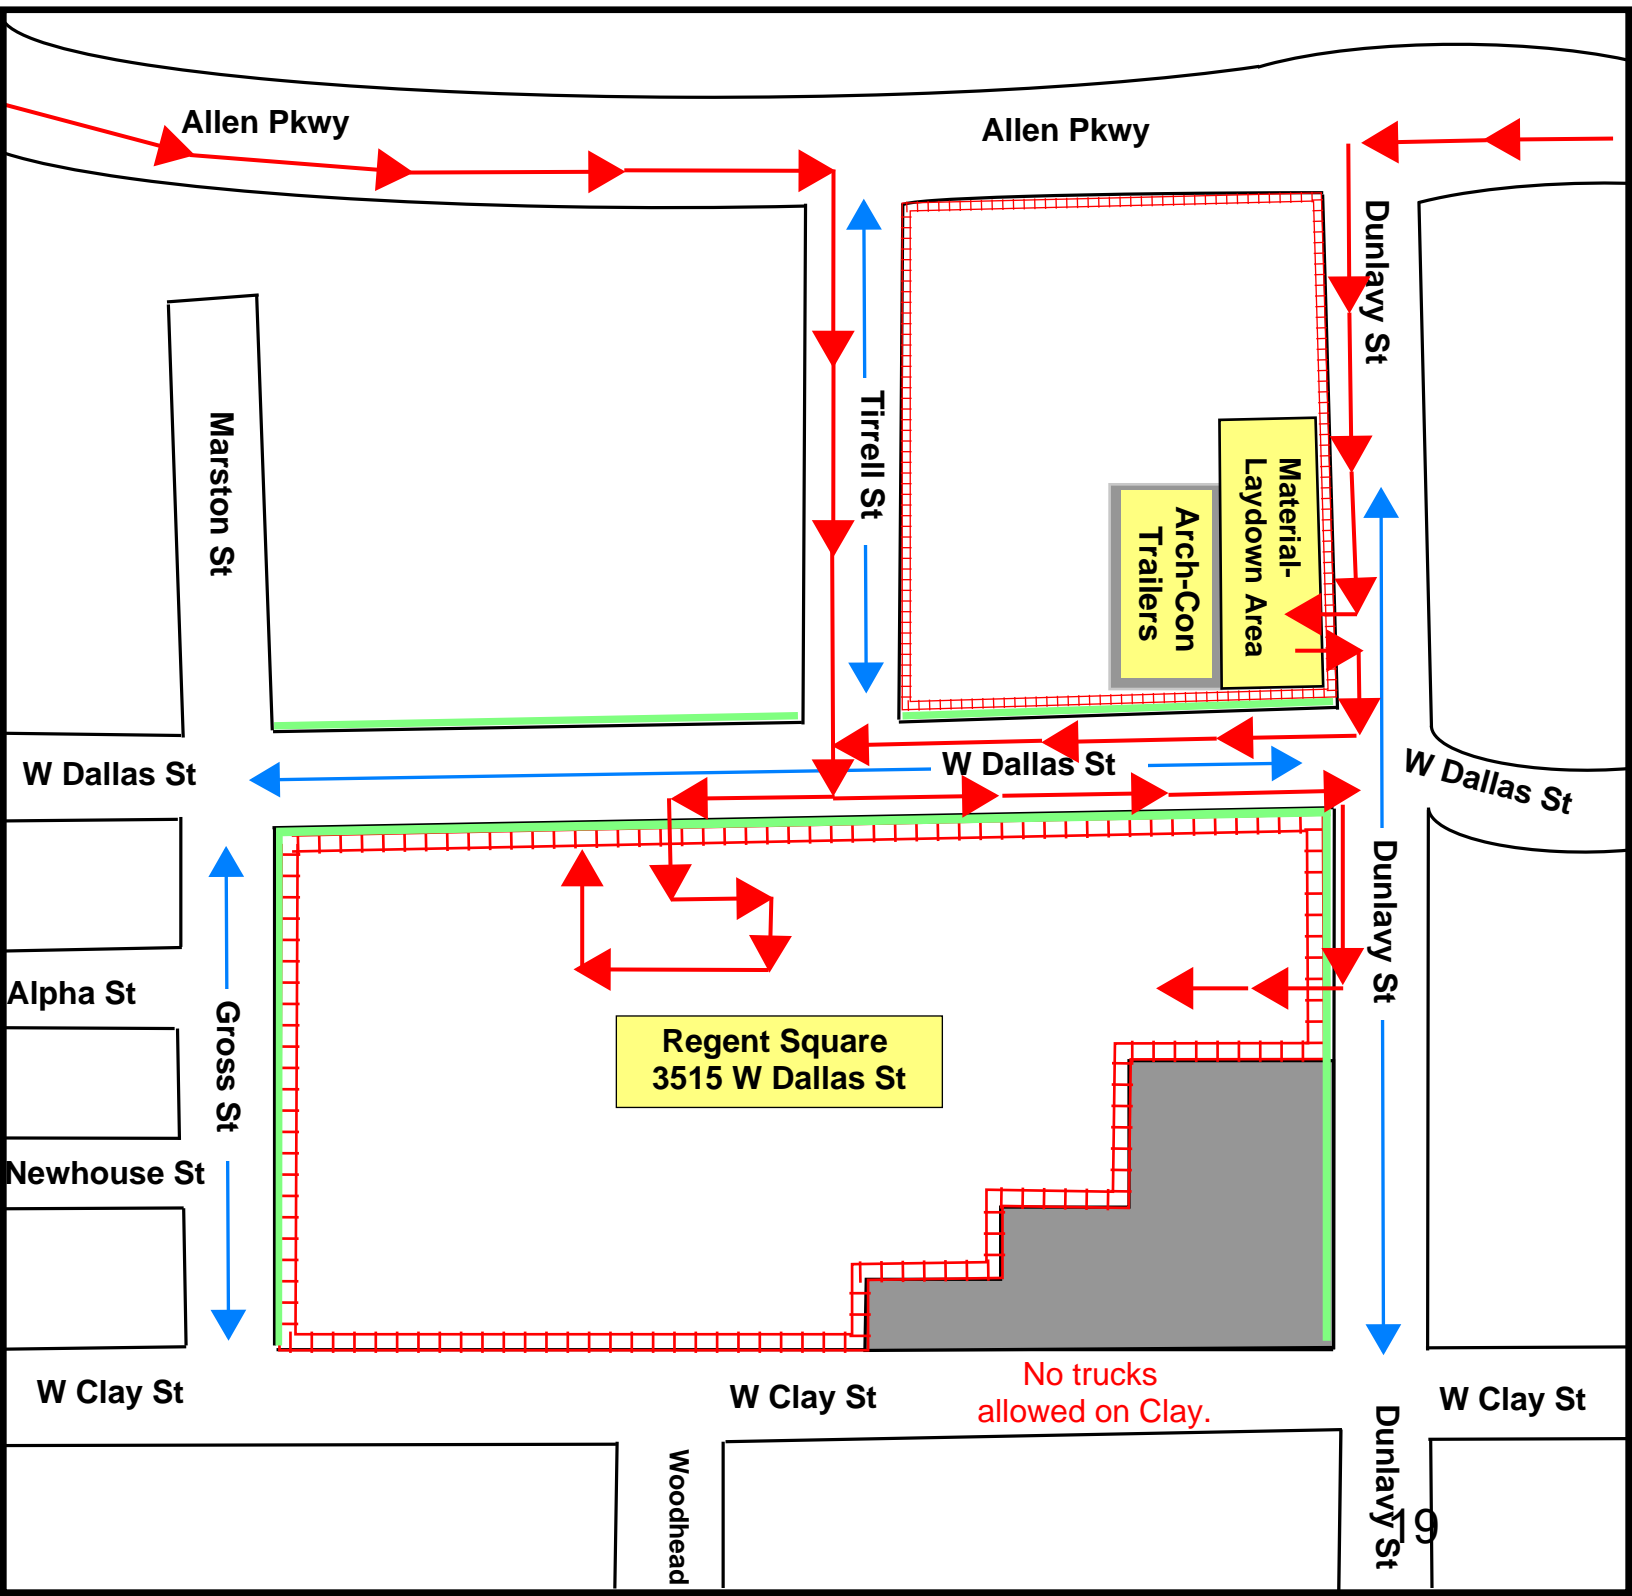 Allen Pkwy
Allen Pkwy
Dunlavy St
Tirrell St
Marston St
Material-
Laydown Area
Arch-Con
Trailers
W Dallas St
W Dallas St
W Dallas St
Dunlavy St
Alpha St
Gross St
Regent Square
3515 W Dallas St
Newhouse St
No trucks
allowed on Clay.
W Clay St
W Clay St
W Clay St
Dunlavy St
Woodhead
19